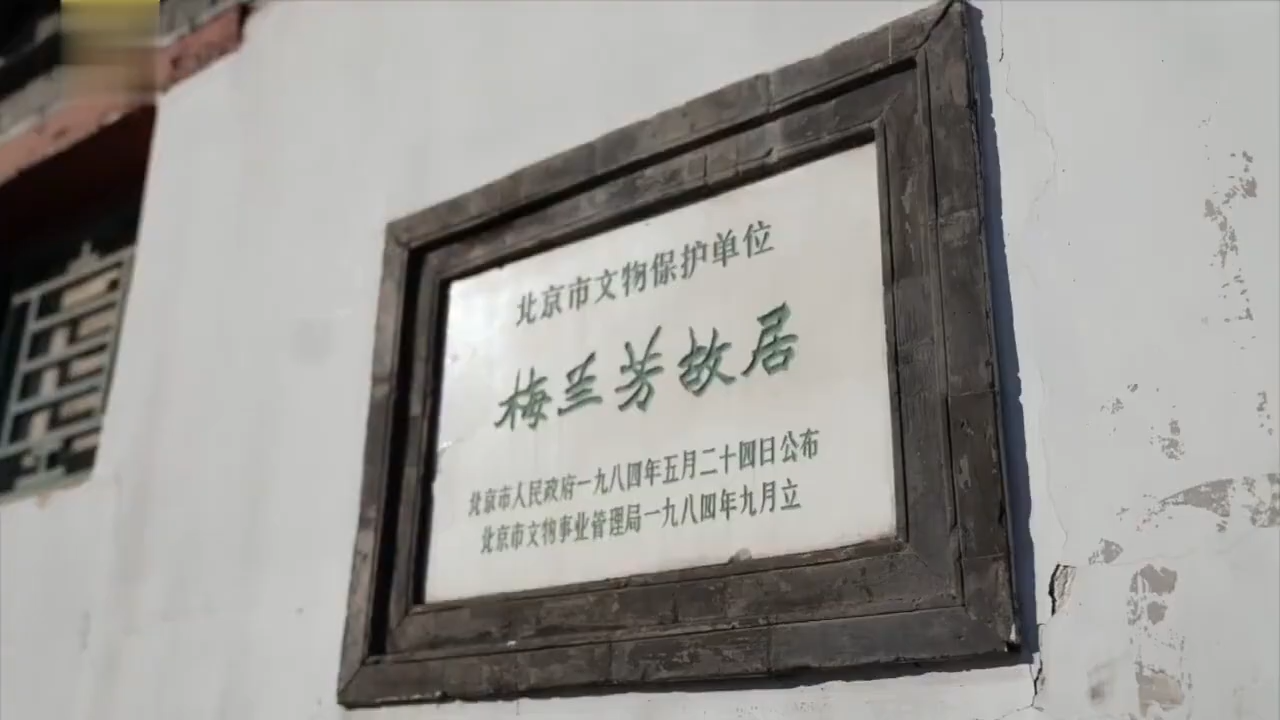 北京市文物保护单位
梅兰芳故居
北京市人民政府一九八四年五月二十四日公布
北京市文物事业管理局一九八四年九月立